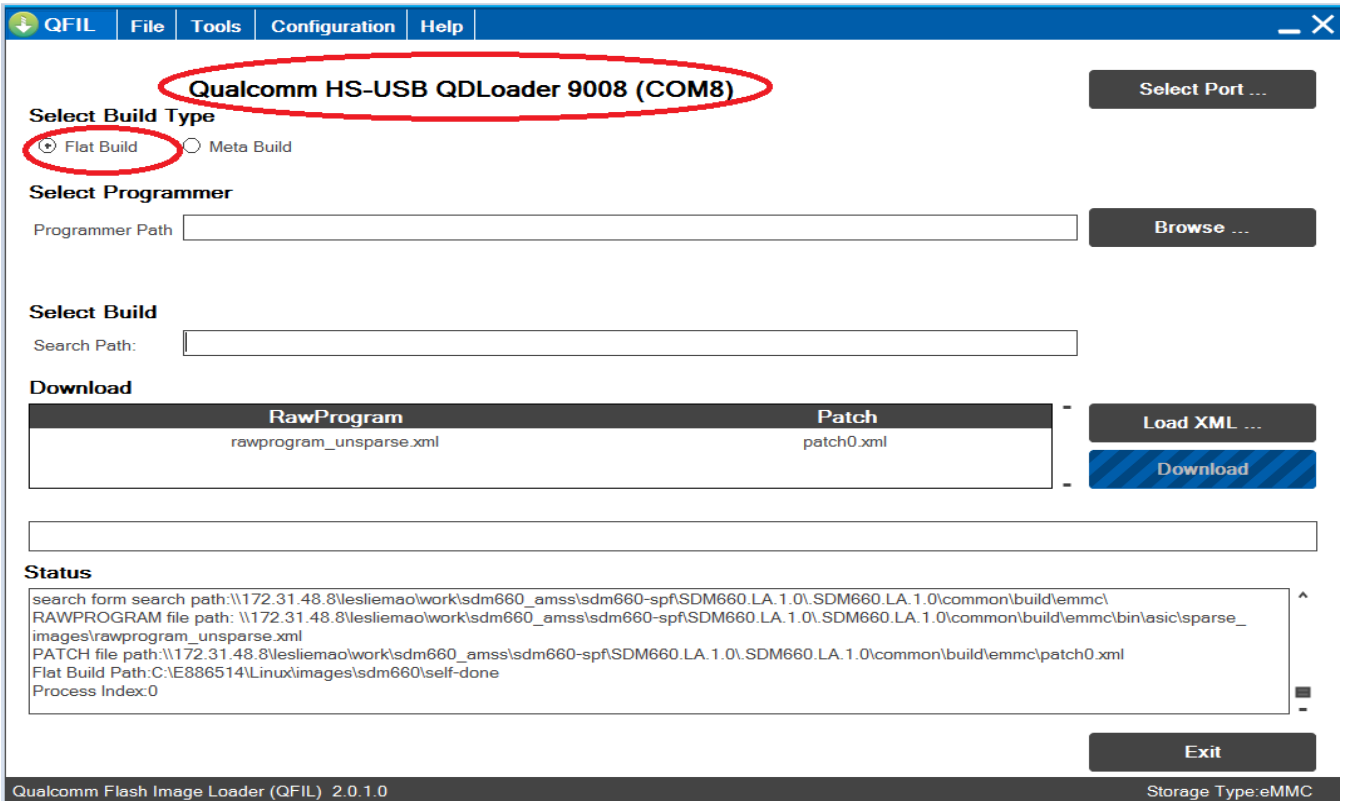 QFIL File Tools Configuration Help
Qualcomm HS-USB QDLoader 9008 (COM8)
Select Port ...
Select Build Type
Flat Build Meta Build
Select Programmer
Programmer Path
Browse ...
Select Build
Search Path:
Download
RawProgram Patch
rawprogram_unsparse.xml patch0.xml
Load XML ...
Download
Status
search form search path:\\172.31.48.8\lesliemao\work\sdm660_amss\sdm660-spf\SDM660.LA.1.0\.SDM660.LA.1.0\common\build\emmc\
RAWPROGRAM file path: \\172.31.48.8\lesliemao\work\sdm660_amss\sdm660-spf\SDM660.LA.1.0\.SDM660.LA.1.0\common\build\emmc\bin\asic\sparse_
images\rawprogram_unsparse.xml
PATCH file path:\\172.31.48.8\lesliemao\work\sdm660_amss\sdm660-spf\SDM660.LA.1.0\.SDM660.LA.1.0\common\build\emmc\patch0.xml
Flat Build Path:C:\E886514\Linux\images\sdm660\self-done
Process Index:0
Exit
Qualcomm Flash Image Loader (QFIL) 2.0.1.0
Storage Type:eMMC